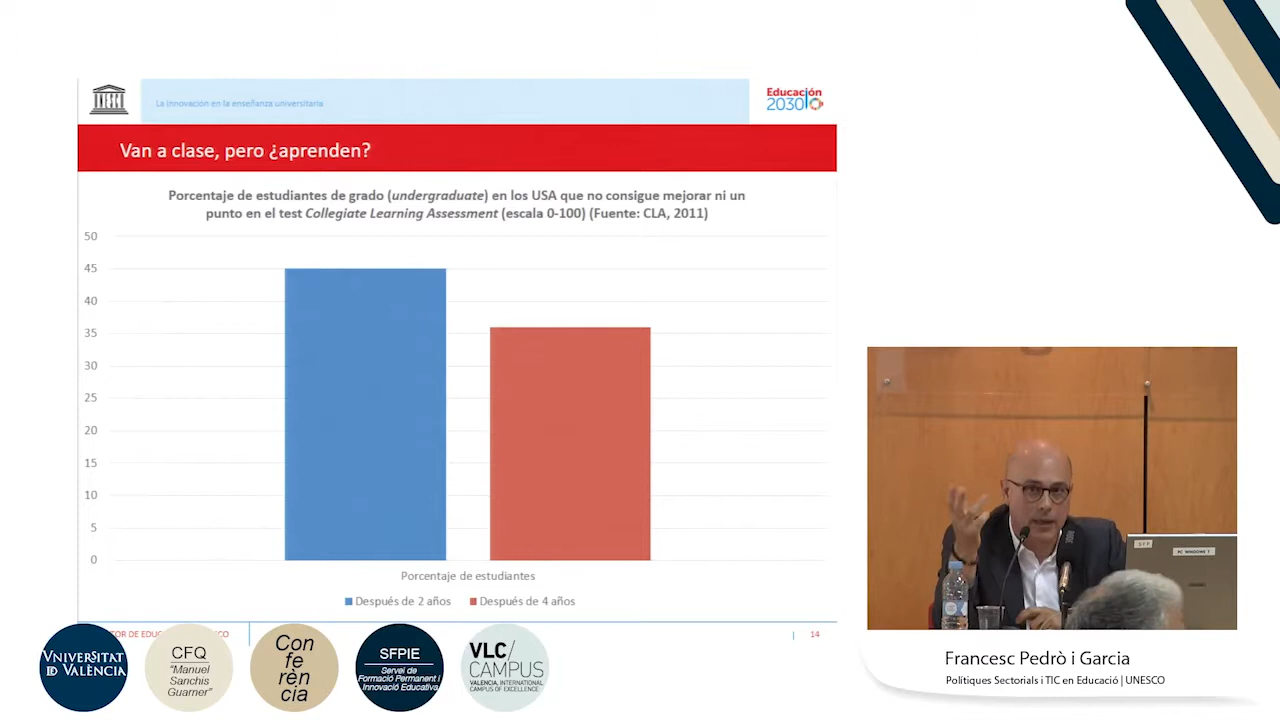 La innovación en la enseñanza universitaria
Educación
2030
Van a clase, pero ¿aprenden?
Porcentaje de estudiantes de grado (undergraduate) en los USA que no consigue mejorar ni un
punto en el test Collegiate Learning Assessment (escala 0-100) (Fuente: CLA, 2011)
50
45
40
35
30
25
20
15
10
5
0
Porcentaje de estudiantes
Después de 2 años
Después de 4 años
14
VNIVERSITAT
DE VALÈNCIA
CFQ
"Manuel
Sanchis
Guarner"
Con
fe
rèn
cia
SFPIE
Servei de
Formació Permanent i
Innovació Educativa
VLC/
CAMPUS
VALENCIA, INTERNATIONAL
CAMPUS OF EXCELLENCE
PC WINDOWS 7
Francesc Pedrò i Garcia
Polítiques Sectorials i TIC en Educació | UNESCO